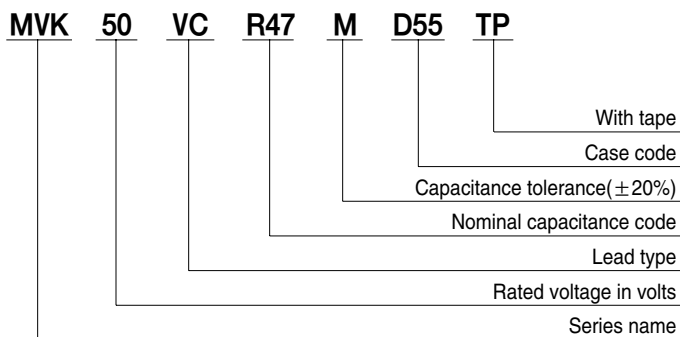 MVK 50 VC R47 M D55 TP
With tape
Case code
Capacitance tolerance(±20%)
Nominal capacitance code
Lead type
Rated voltage in volts
Series name